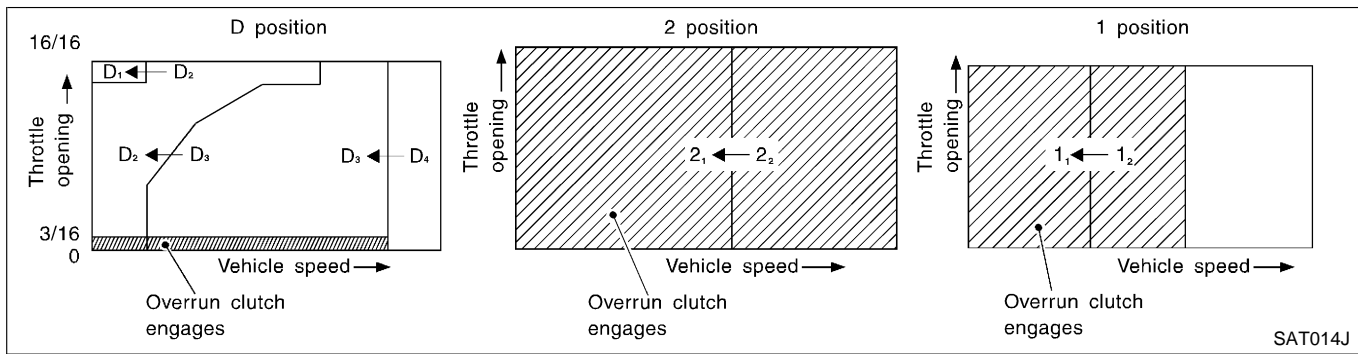 D position
16/16
D₁ ← D₂
Throttle opening →
D₂ ← D₃
D₃ ← D₄
3/16
0
Vehicle speed →
Overrun clutch
engages
2 position
Throttle
opening →
2₁ ← 2₂
Vehicle speed →
Overrun clutch
engages
1 position
Throttle
opening →
1₁ ← 1₂
Vehicle speed →
Overrun clutch
engages
SAT014J